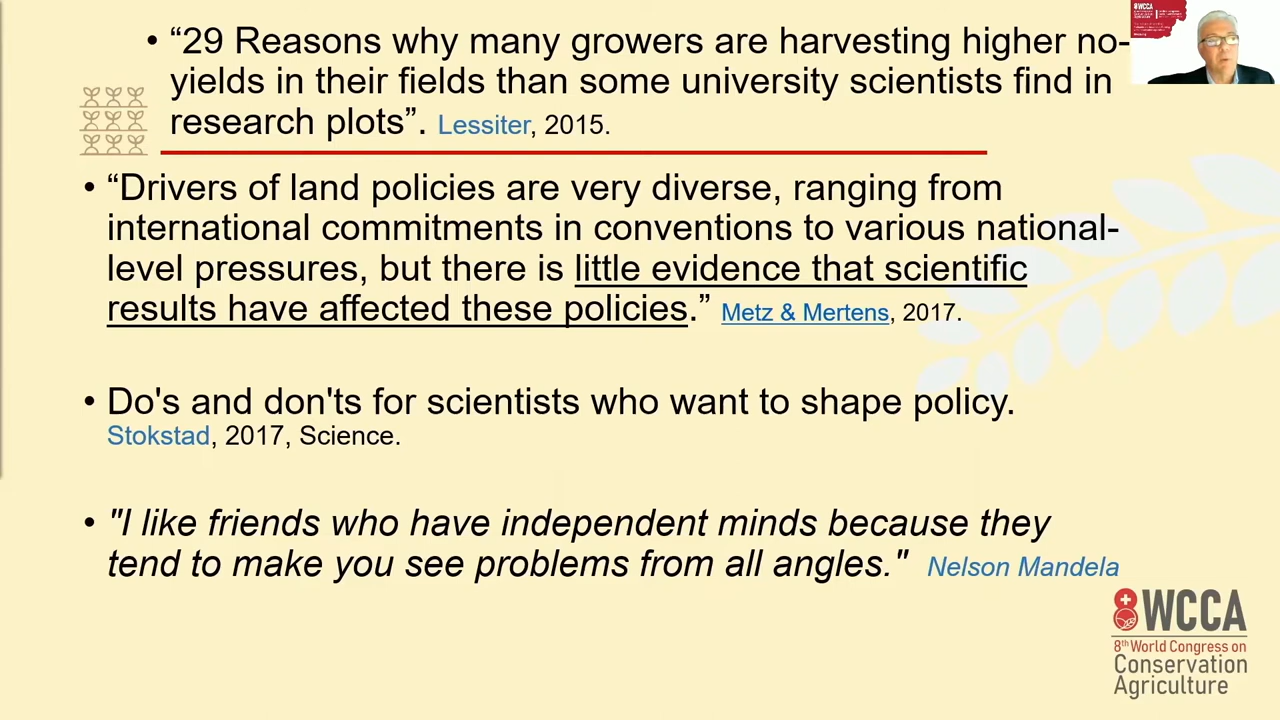 • “29 Reasons why many growers are harvesting higher no-
yields in their fields than some university scientists find in
research plots”. Lessiter, 2015.
• “Drivers of land policies are very diverse, ranging from
international commitments in conventions to various national-
level pressures, but there is little evidence that scientific
results have affected these policies.” Metz & Mertens, 2017.
• Do's and don'ts for scientists who want to shape policy.
Stokstad, 2017, Science.
• "I like friends who have independent minds because they
tend to make you see problems from all angles." Nelson Mandela
8WCCA
8th World Congress on
Conservation
Agriculture
8WCCA